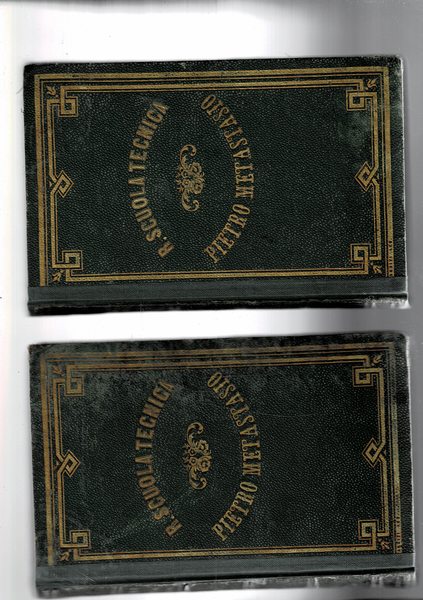 R. SCUOLA TECNICA
PIETRO METASTASIO
R. SCUOLA TECNICA
PIETRO METASTASIO